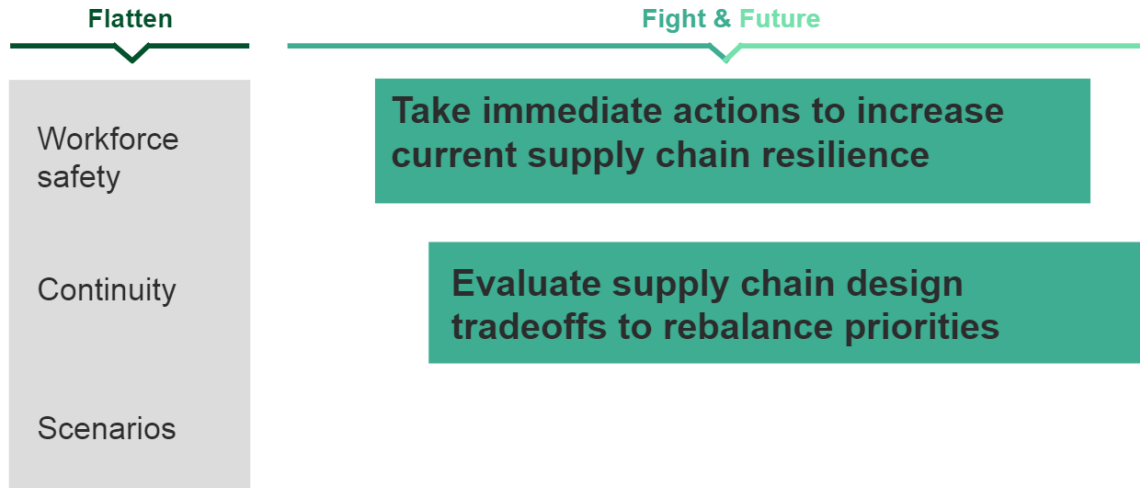 Flatten
Fight & Future
Workforce
safety
Continuity
Scenarios
Take immediate actions to increase
current supply chain resilience
Evaluate supply chain design
tradeoffs to rebalance priorities